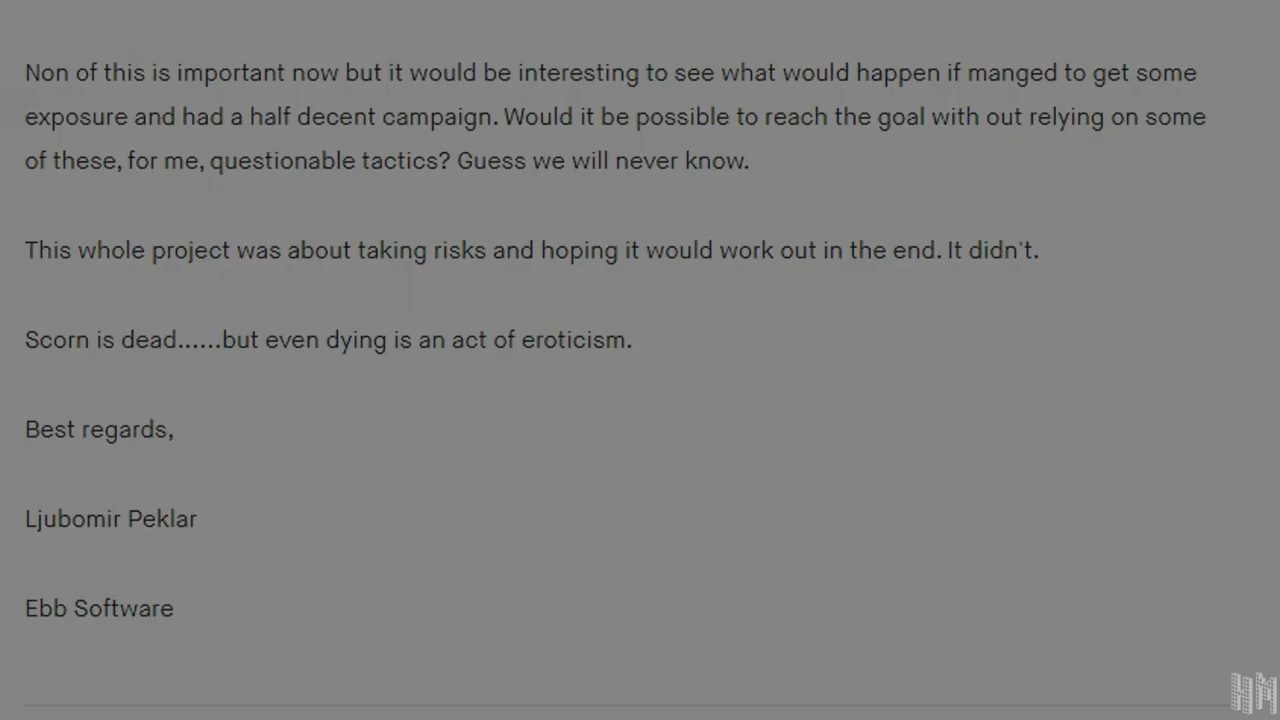 Non of this is important now but it would be interesting to see what would happen if manged to get some
exposure and had a half decent campaign. Would it be possible to reach the goal with out relying on some
of these, for me, questionable tactics? Guess we will never know.
This whole project was about taking risks and hoping it would work out in the end. It didn't.
Scorn is dead......but even dying is an act of eroticism.
Best regards,
Ljubomir Peklar
Ebb Software
HM